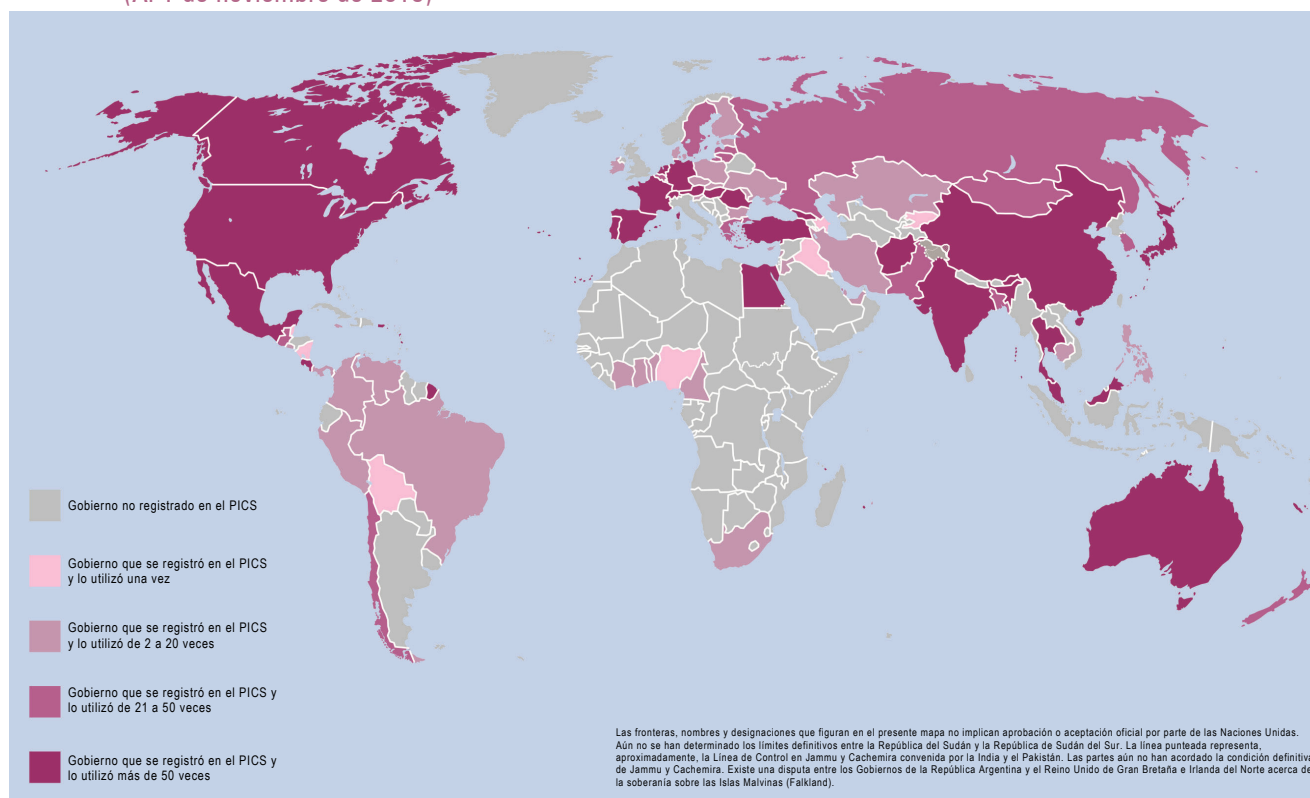 Gobierno no registrado en el PICS
Gobierno que se registró en el PICS
y lo utilizó una vez
Gobierno que se registró en el PICS
y lo utilizó de 2 a 20 veces
Gobierno que se registró en el PICS y
lo utilizó de 21 a 50 veces
Gobierno que se registró en el PICS y
lo utilizó más de 50 veces
Las fronteras, nombres y designaciones que figuran en el presente mapa no implican aprobación o aceptación oficial por parte de las Naciones Unidas.
Aún no se han determinado los límites definitivos entre la República del Sudán y la República de Sudán del Sur. La línea punteada representa,
aproximadamente, la Línea de Control en Jammu y Cachemira convenida por la India y el Pakistán. Las partes aún no han acordado la condición definitiva
de Jammu y Cachemira. Existe una disputa entre los Gobiernos de la República Argentina y el Reino Unido de Gran Bretaña e Irlanda del Norte acerca de
la soberanía sobre las Islas Malvinas (Falkland).